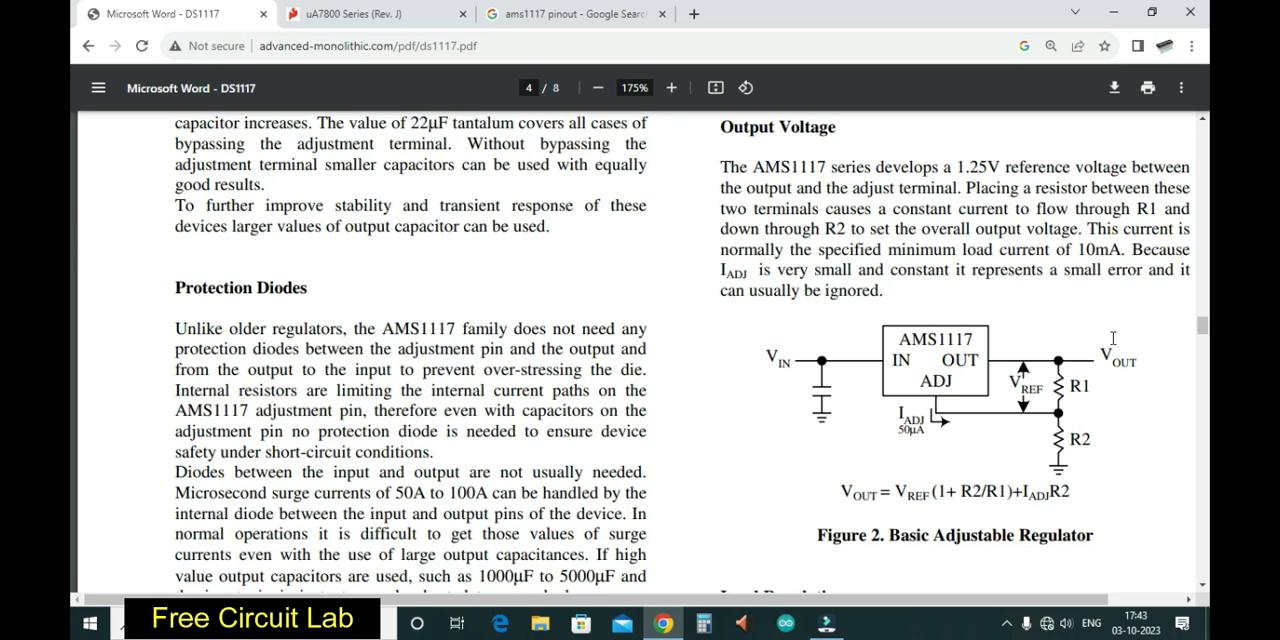 Microsoft Word - DS1117
uA7800 Series (Rev. J)
ams1117 pinout - Google Sear
Not secure
advanced-monolithic.com/pdf/ds1117.pdf
Microsoft Word - DS1117
4 / 8
175%
capacitor increases. The value of 22μF tantalum covers all cases of
bypassing the adjustment terminal. Without bypassing the
adjustment terminal smaller capacitors can be used with equally
good results.
To further improve stability and transient response of these
devices larger values of output capacitor can be used.
Protection Diodes
Unlike older regulators, the AMS1117 family does not need any
protection diodes between the adjustment pin and the output and
from the output to the input to prevent over-stressing the die.
Internal resistors are limiting the internal current paths on the
AMS1117 adjustment pin, therefore even with capacitors on the
adjustment pin no protection diode is needed to ensure device
safety under short-circuit conditions.
Diodes between the input and output are not usually needed.
Microsecond surge currents of 50A to 100A can be handled by the
internal diode between the input and output pins of the device. In
normal operations it is difficult to get those values of surge
currents even with the use of large output capacitances. If high
value output capacitors are used, such as 1000μF to 5000μF and
Output Voltage
The AMS1117 series develops a 1.25V reference voltage between
the output and the adjust terminal. Placing a resistor between these
two terminals causes a constant current to flow through R1 and
down through R2 to set the overall output voltage. This current is
normally the specified minimum load current of 10mA. Because
IADJ is very small and constant it represents a small error and it
can usually be ignored.
AMS1117
VIN
IN OUT
VOUT
ADJ
VREF
R1
IADJ
50μA
R2
VOUT = VREF (1+ R2/R1)+IADJR2
Figure 2. Basic Adjustable Regulator
Free Circuit Lab
ENG
17:43
03-10-2023